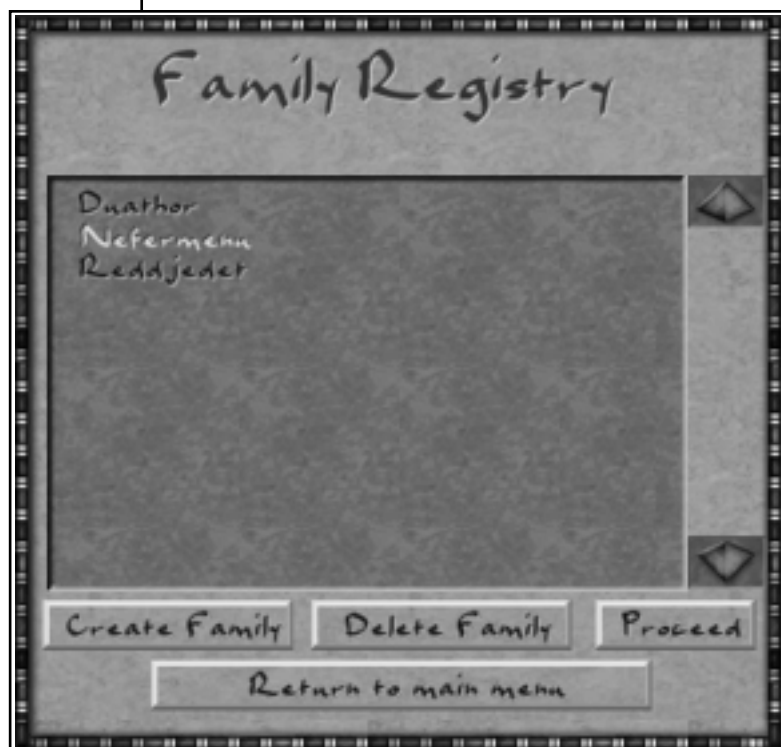 Family Registry
Duathor
Nefermenu
Reddjedet
Create Family Delete Family Proceed
Return to main menu